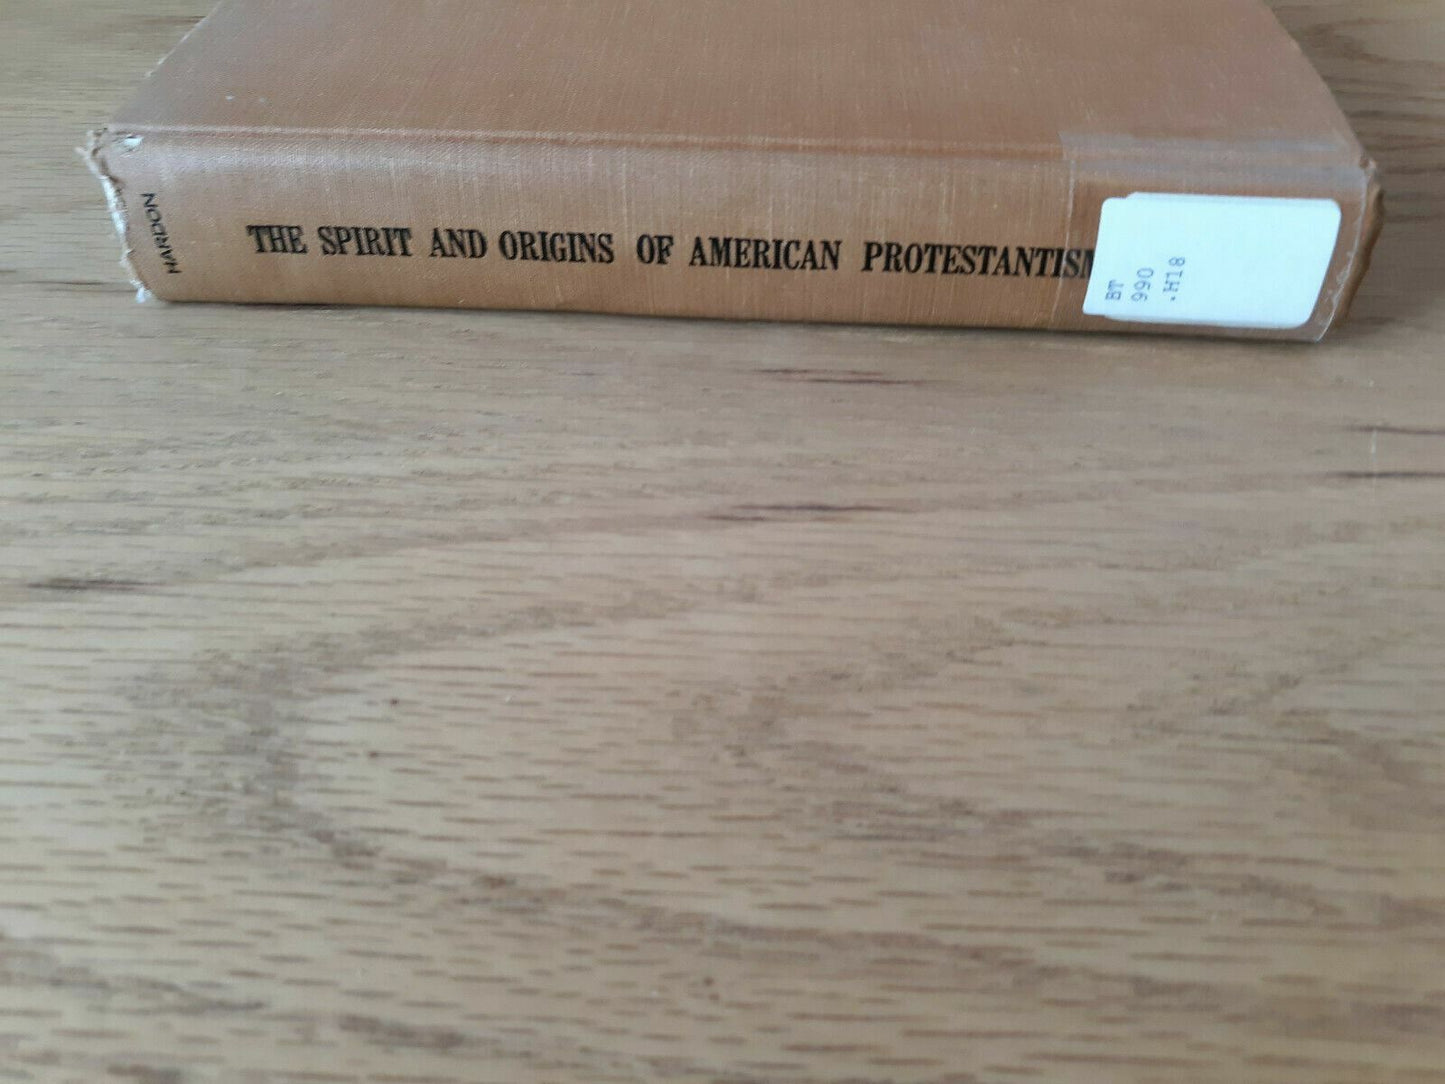 HARDON
THE SPIRIT AND ORIGINS OF AMERICAN PROTESTANTISM
BT
990
.H18